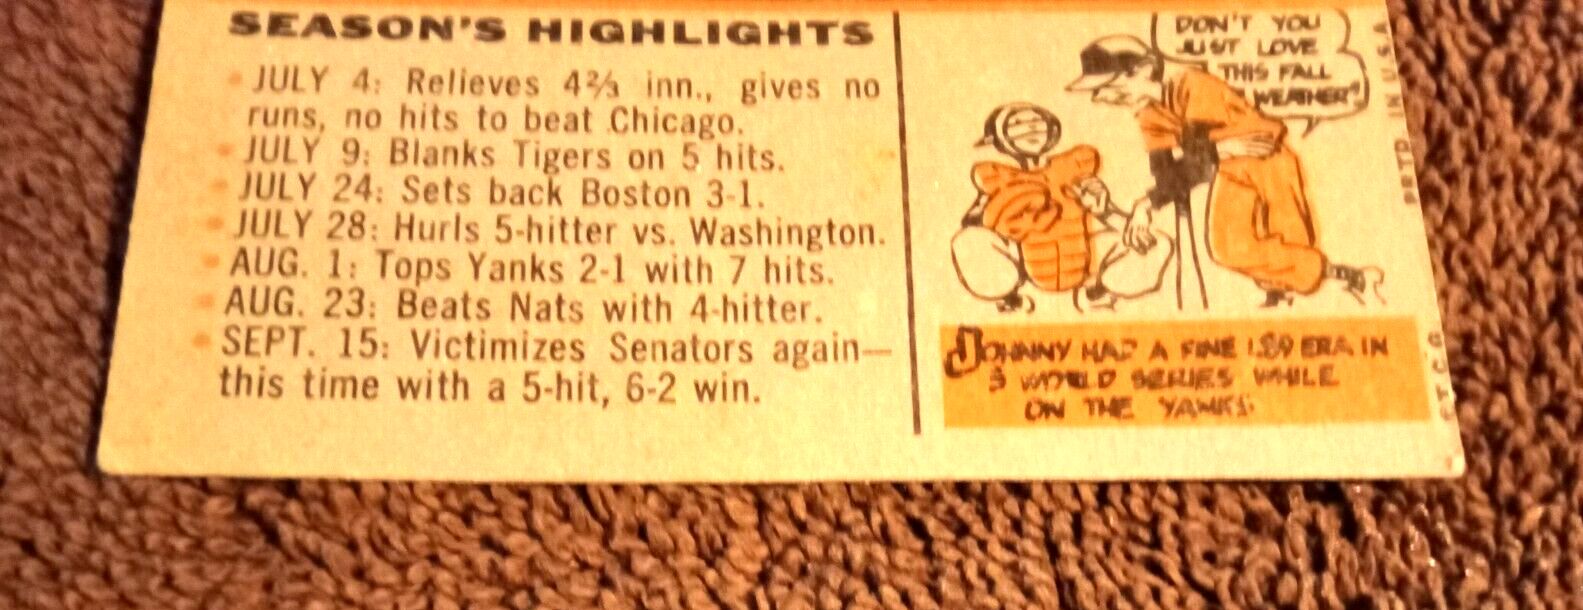 SEASON'S HIGHLIGHTS
• JULY 4: Relieves 4⅔ inn., gives no
runs, no hits to beat Chicago.
• JULY 9: Blanks Tigers on 5 hits.
• JULY 24: Sets back Boston 3-1.
• JULY 28: Hurls 5-hitter vs. Washington.
• AUG. 1: Tops Yanks 2-1 with 7 hits.
• AUG. 23: Beats Nats with 4-hitter.
• SEPT. 15: Victimizes Senators again—
this time with a 5-hit, 6-2 win.
DON'T YOU
JUST LOVE
THIS FALL
WEATHER?
JOHNNY HAD A FINE 1.89 ERA IN
3 WORLD SERIES WHILE
ON THE YANKS.
T.C.G. PRTD. IN U.S.A.